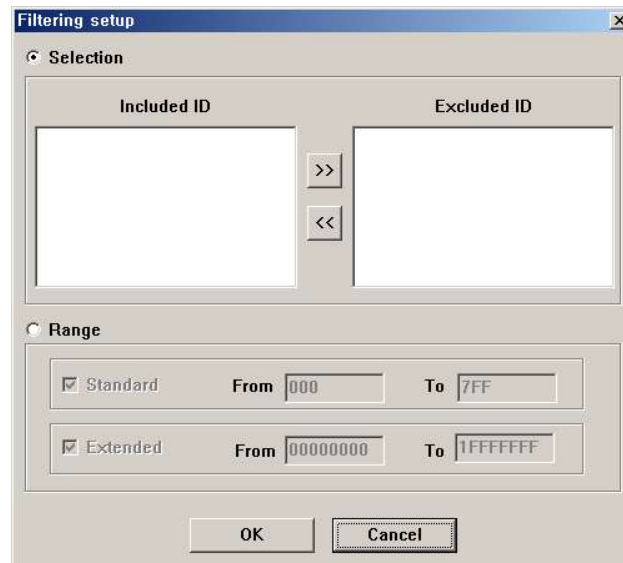 Filtering setup
Selection
Included ID Excluded ID
>>
<<
Range
Standard From 000 To 7FF
Extended From 00000000 To 1FFFFFFF
OK Cancel